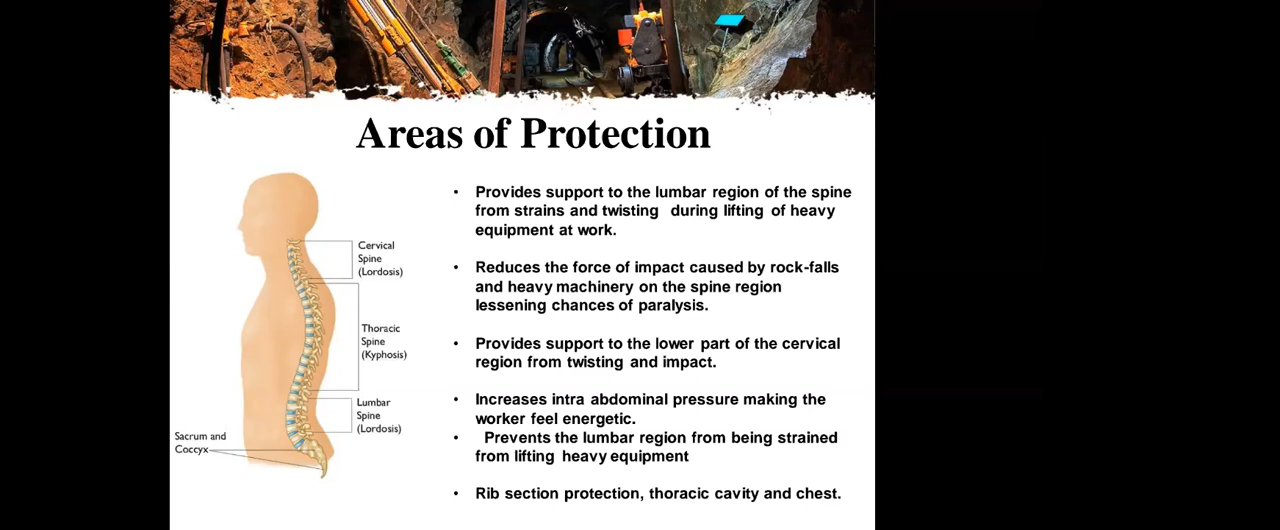 Areas of Protection
Cervical
Spine
(Lordosis)
Thoracic
Spine
(Kyphosis)
Lumbar
Spine
(Lordosis)
Sacrum and
Coccyx
• Provides support to the lumbar region of the spine
from strains and twisting during lifting of heavy
equipment at work.
• Reduces the force of impact caused by rock-falls
and heavy machinery on the spine region
lessening chances of paralysis.
• Provides support to the lower part of the cervical
region from twisting and impact.
• Increases intra abdominal pressure making the
worker feel energetic.
• Prevents the lumbar region from being strained
from lifting heavy equipment
• Rib section protection, thoracic cavity and chest.